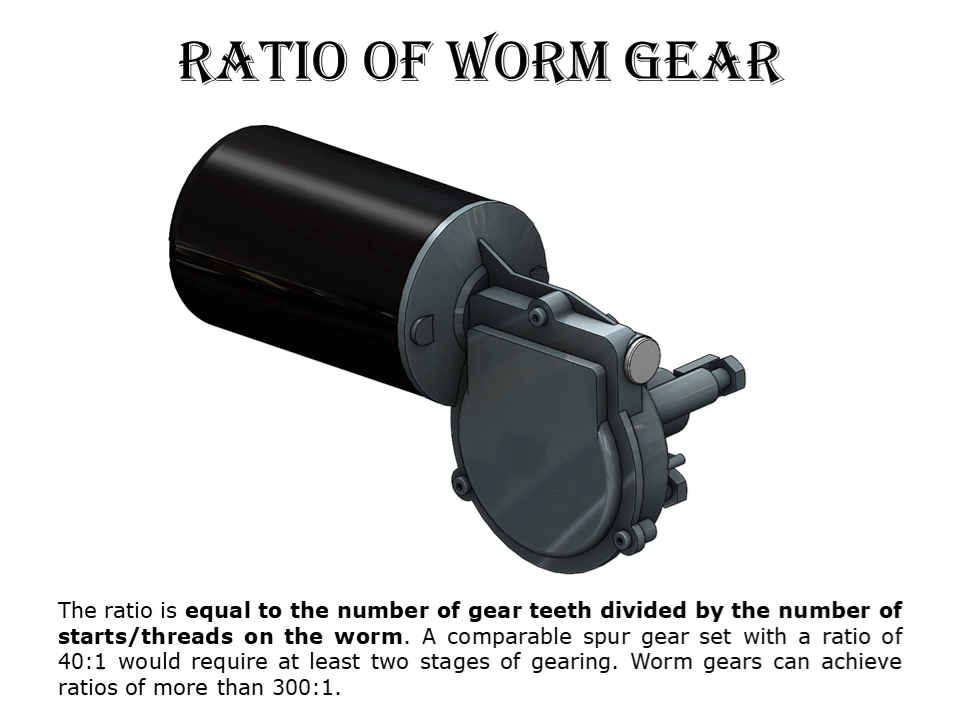 RATIO OF WORM GEAR
The ratio is equal to the number of gear teeth divided by the number of
starts/threads on the worm. A comparable spur gear set with a ratio of
40:1 would require at least two stages of gearing. Worm gears can achieve
ratios of more than 300:1.